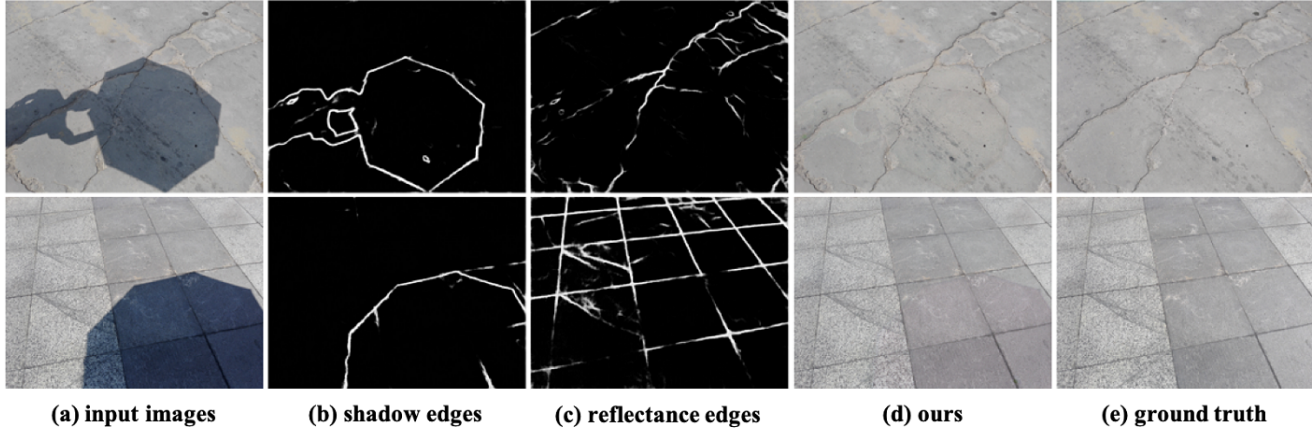 (a) input images (b) shadow edges (c) reflectance edges (d) ours (e) ground truth